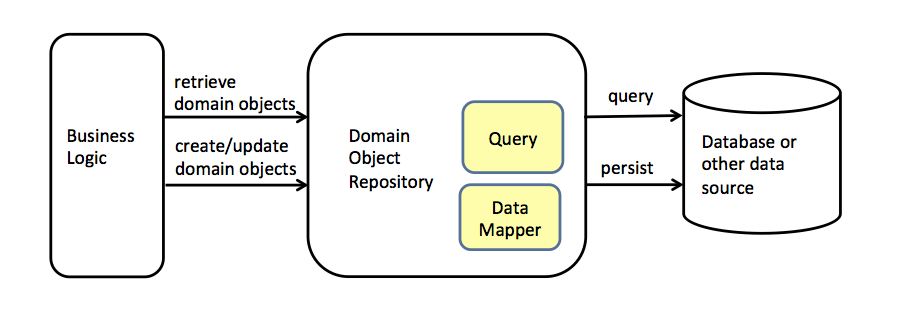 Business
Logic
retrieve
domain objects
create/update
domain objects
Domain
Object
Repository
Query
Data
Mapper
query
persist
Database or
other data
source